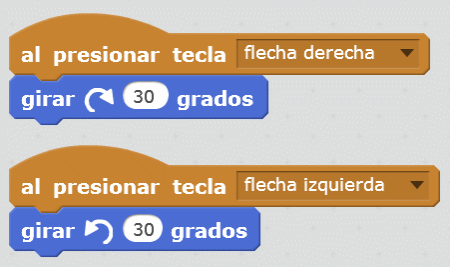 al presionar tecla flecha derecha
girar 30 grados
al presionar tecla flecha izquierda
girar 30 grados